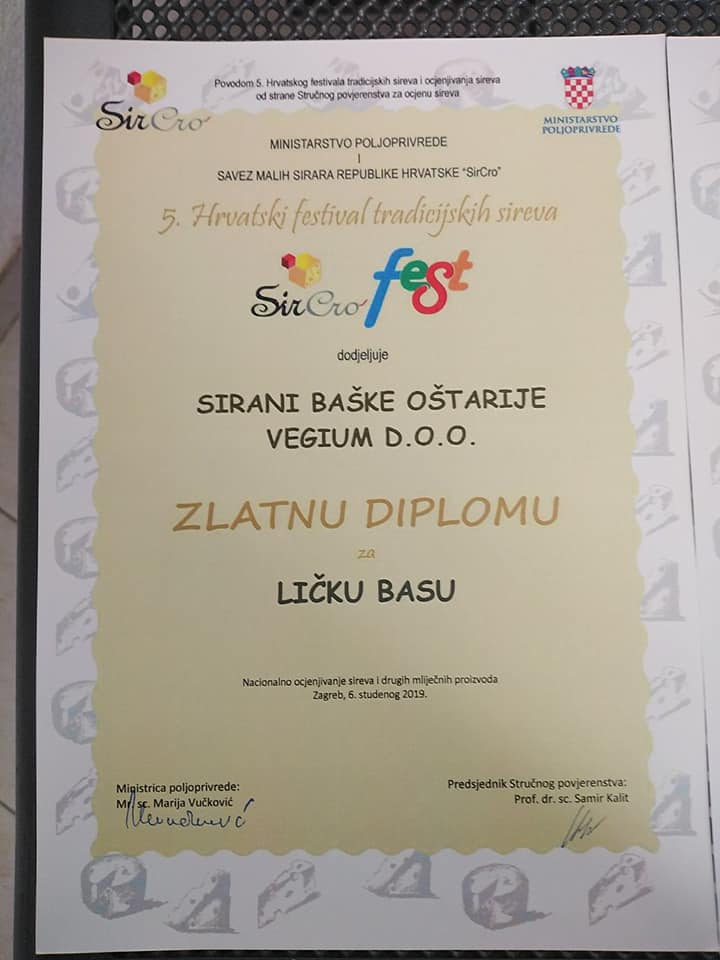 SirCro
Povodom 5. Hrvatskog festivala tradicijskih sireva i ocjenjivanja sireva
od strane Stručnog povjerenstva za ocjenu sireva
MINISTARSTVO
POLJOPRIVREDE
MINISTARSTVO POLJOPRIVREDE
I
SAVEZ MALIH SIRARA REPUBLIKE HRVATSKE “SirCro”
5. Hrvatski festival tradicijskih sireva
SirCro fest
dodjeljuje
SIRANI BAŠKE OŠTARIJE
VEGIUM D.O.O.
ZLATNU DIPLOMU
za
LIČKU BASU
Nacionalno ocjenjivanje sireva i drugih mliječnih proizvoda
Zagreb, 6. studenog 2019.
Ministrica poljoprivrede:
Mr. sc. Marija Vučković
Predsjednik Stručnog povjerenstva:
Prof. dr. sc. Samir Kalit